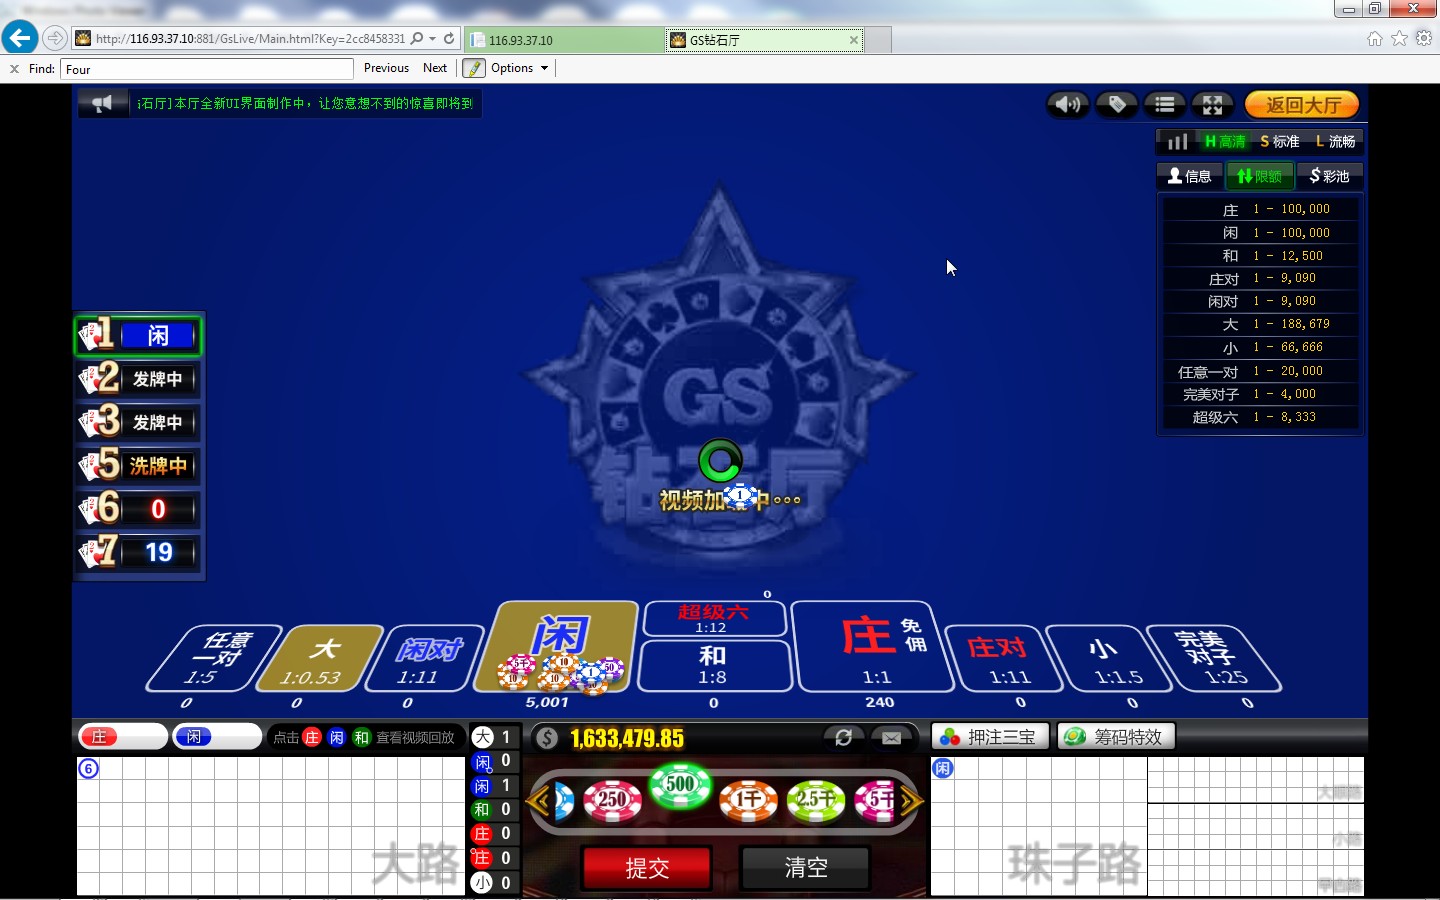 http://116.93.37.10:881/GsLive/Main.html?Key=2cc8458331
116.93.37.10
GS钻石厅
Find: Four
Previous Next Options
石厅]本厅全新UI界面制作中，让您意想不到的惊喜即将到
返回大厅
H高清 S标准 L流畅
信息 限额 $彩池
庄 1 - 100,000
闲 1 - 100,000
和 1 - 12,500
庄对 1 - 9,090
闲对 1 - 9,090
大 1 - 188,679
小 1 - 66,666
任意一对 1 - 20,000
完美对子 1 - 4,000
超级六 1 - 8,333
1 闲
2 发牌中
3 发牌中
5 洗牌中
6 0
7 19
GS
钻石厅
视频加载中···
1
任意一对
1:5
0
大
1:0.53
0
闲对
1:11
0
闲
5,001
超级六
1:12
0
和
1:8
0
庄 免佣
1:1
240
庄对
1:11
0
小
1:1.5
0
完美对子
1:25
0
庄 闲 点击 庄 闲 和 查看视频回放
大 1
闲 0
闲 1
和 0
庄 0
庄 0
小 0
$ 1,633,479.85
250 500 1千 2.5千 5千
提交 清空
押注三宝 筹码特效
6
大路
闲
珠子路
小路